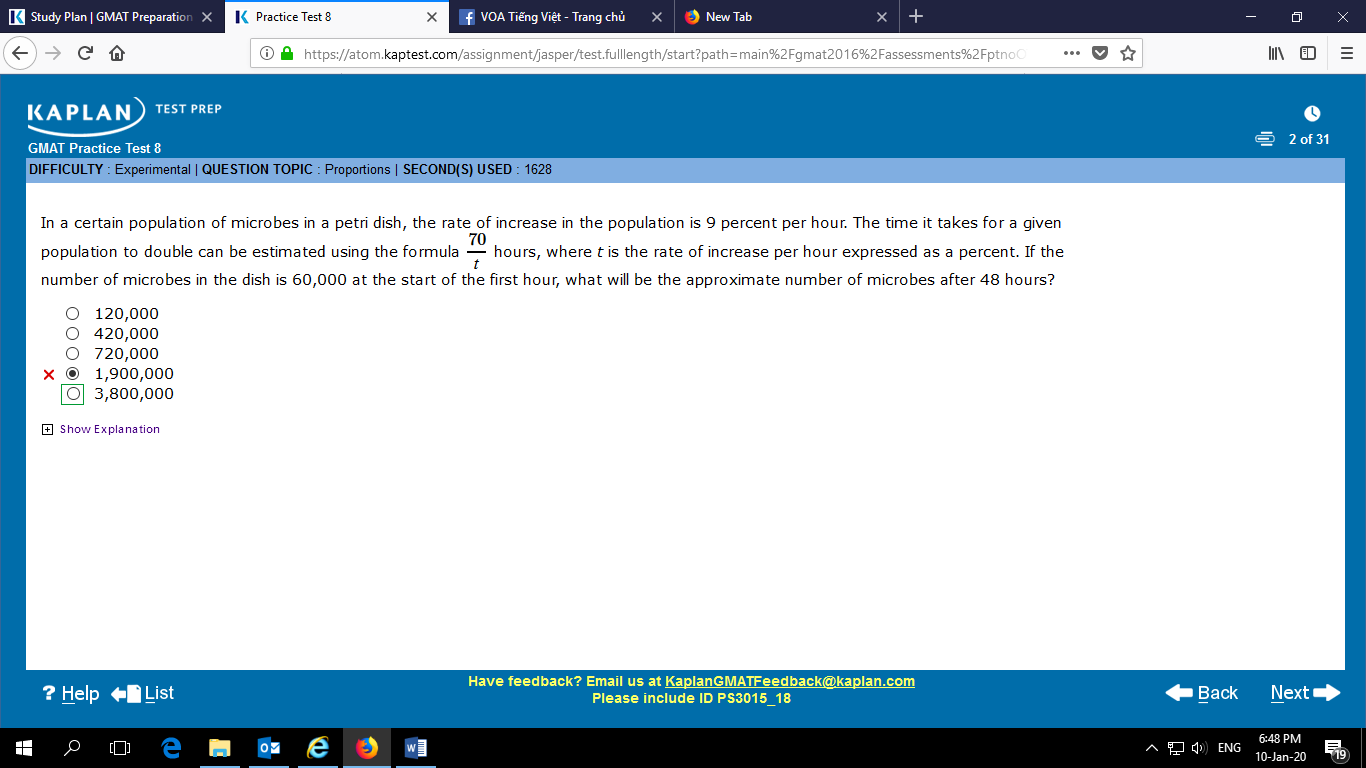 Study Plan | GMAT Preparation
Practice Test 8
VOA Tiếng Việt - Trang chủ
New Tab
https://atom.kaptest.com/assignment/jasper/test.fulllength/start?path=main%2Fgmat2016%2Fassessments%2Fptno
KAPLAN TEST PREP
GMAT Practice Test 8
2 of 31
DIFFICULTY : Experimental | QUESTION TOPIC : Proportions | SECOND(S) USED : 1628
In a certain population of microbes in a petri dish, the rate of increase in the population is 9 percent per hour. The time it takes for a given
population to double can be estimated using the formula 70/t hours, where t is the rate of increase per hour expressed as a percent. If the
number of microbes in the dish is 60,000 at the start of the first hour, what will be the approximate number of microbes after 48 hours?
120,000
420,000
720,000
1,900,000
3,800,000
Show Explanation
? Help
List
Have feedback? Email us at KaplanGMATFeedback@kaplan.com
Please include ID PS3015_18
Back
Next
ENG
6:48 PM
10-Jan-20
19